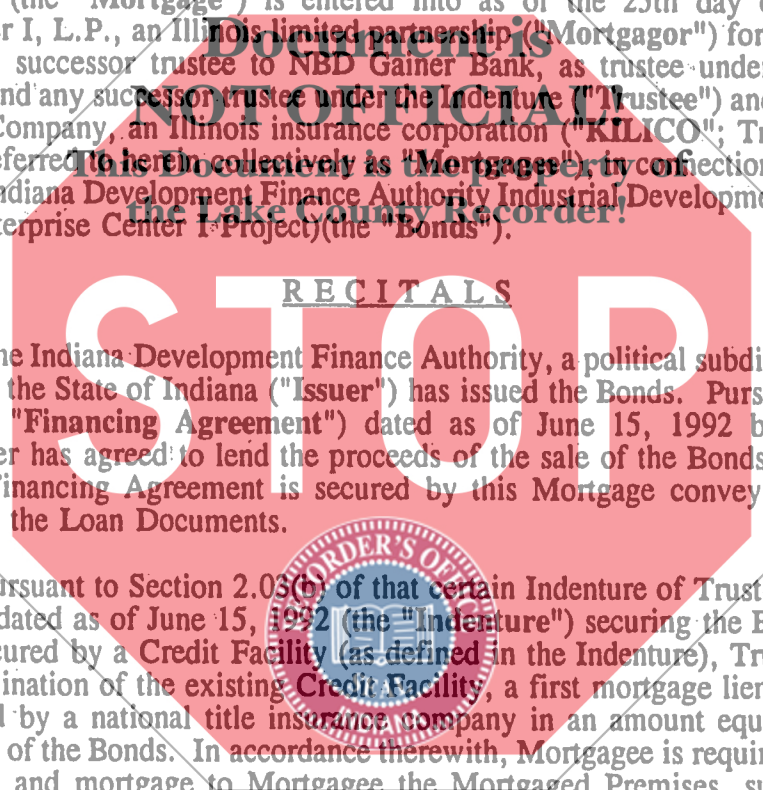 (the "Mortgage") is entered into as of the 25th day
r I, L.P., an Illinois limited partnership ("Mortgagor") for
Document is
successor trustee to NBD Gainer Bank, as trustee under
nd any successor trustee under the Indenture ("Trustee") and
NOT OFFICIAL!
Company, an Illinois insurance corporation ("KILICO"; Tr
eferred to herein collectively as "Mortgagee"), in connection
This Document is the property of
ndiana Development Finance Authority Industrial Developme
the Lake County Recorder!
terprise Center I Project)(the "Bonds").
RECITALS
STOP
he Indiana Development Finance Authority, a political subdi
the State of Indiana ("Issuer") has issued the Bonds. Purs
"Financing Agreement") dated as of June 15, 1992 b
er has agreed to lend the proceeds of the sale of the Bonds
Financing Agreement is secured by this Mortgage convey
the Loan Documents.
ORDER'S OF
ursuant to Section 2.03(b) of that certain Indenture of Trust
dated as of June 15, 1992 (the "Indenture") securing the B
cured by a Credit Facility (as defined in the Indenture), Tr
ination of the existing Credit Facility, a first mortgage lien
d by a national title insurance company in an amount equ
of the Bonds. In accordance therewith, Mortgagee is requir
and mortgage to Mortgagee the Mortgaged Premises, su